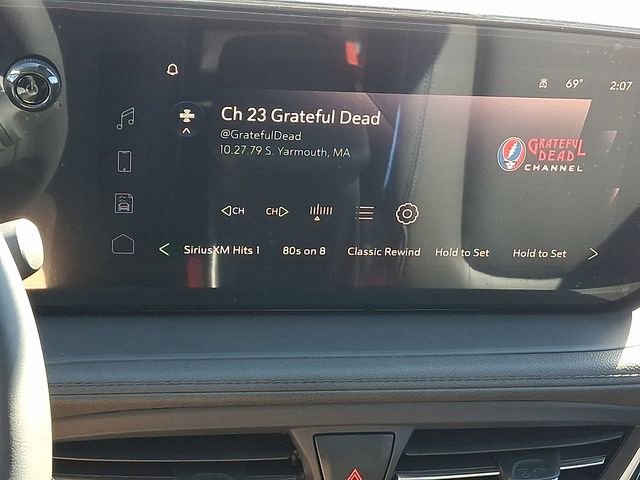 69° 2:07
Ch 23 Grateful Dead
@GratefulDead
10.27.79 S. Yarmouth, MA
GRATEFUL
DEAD
CHANNEL
CH CH
SiriusXM Hits 1 80s on 8 Classic Rewind Hold to Set Hold to Set